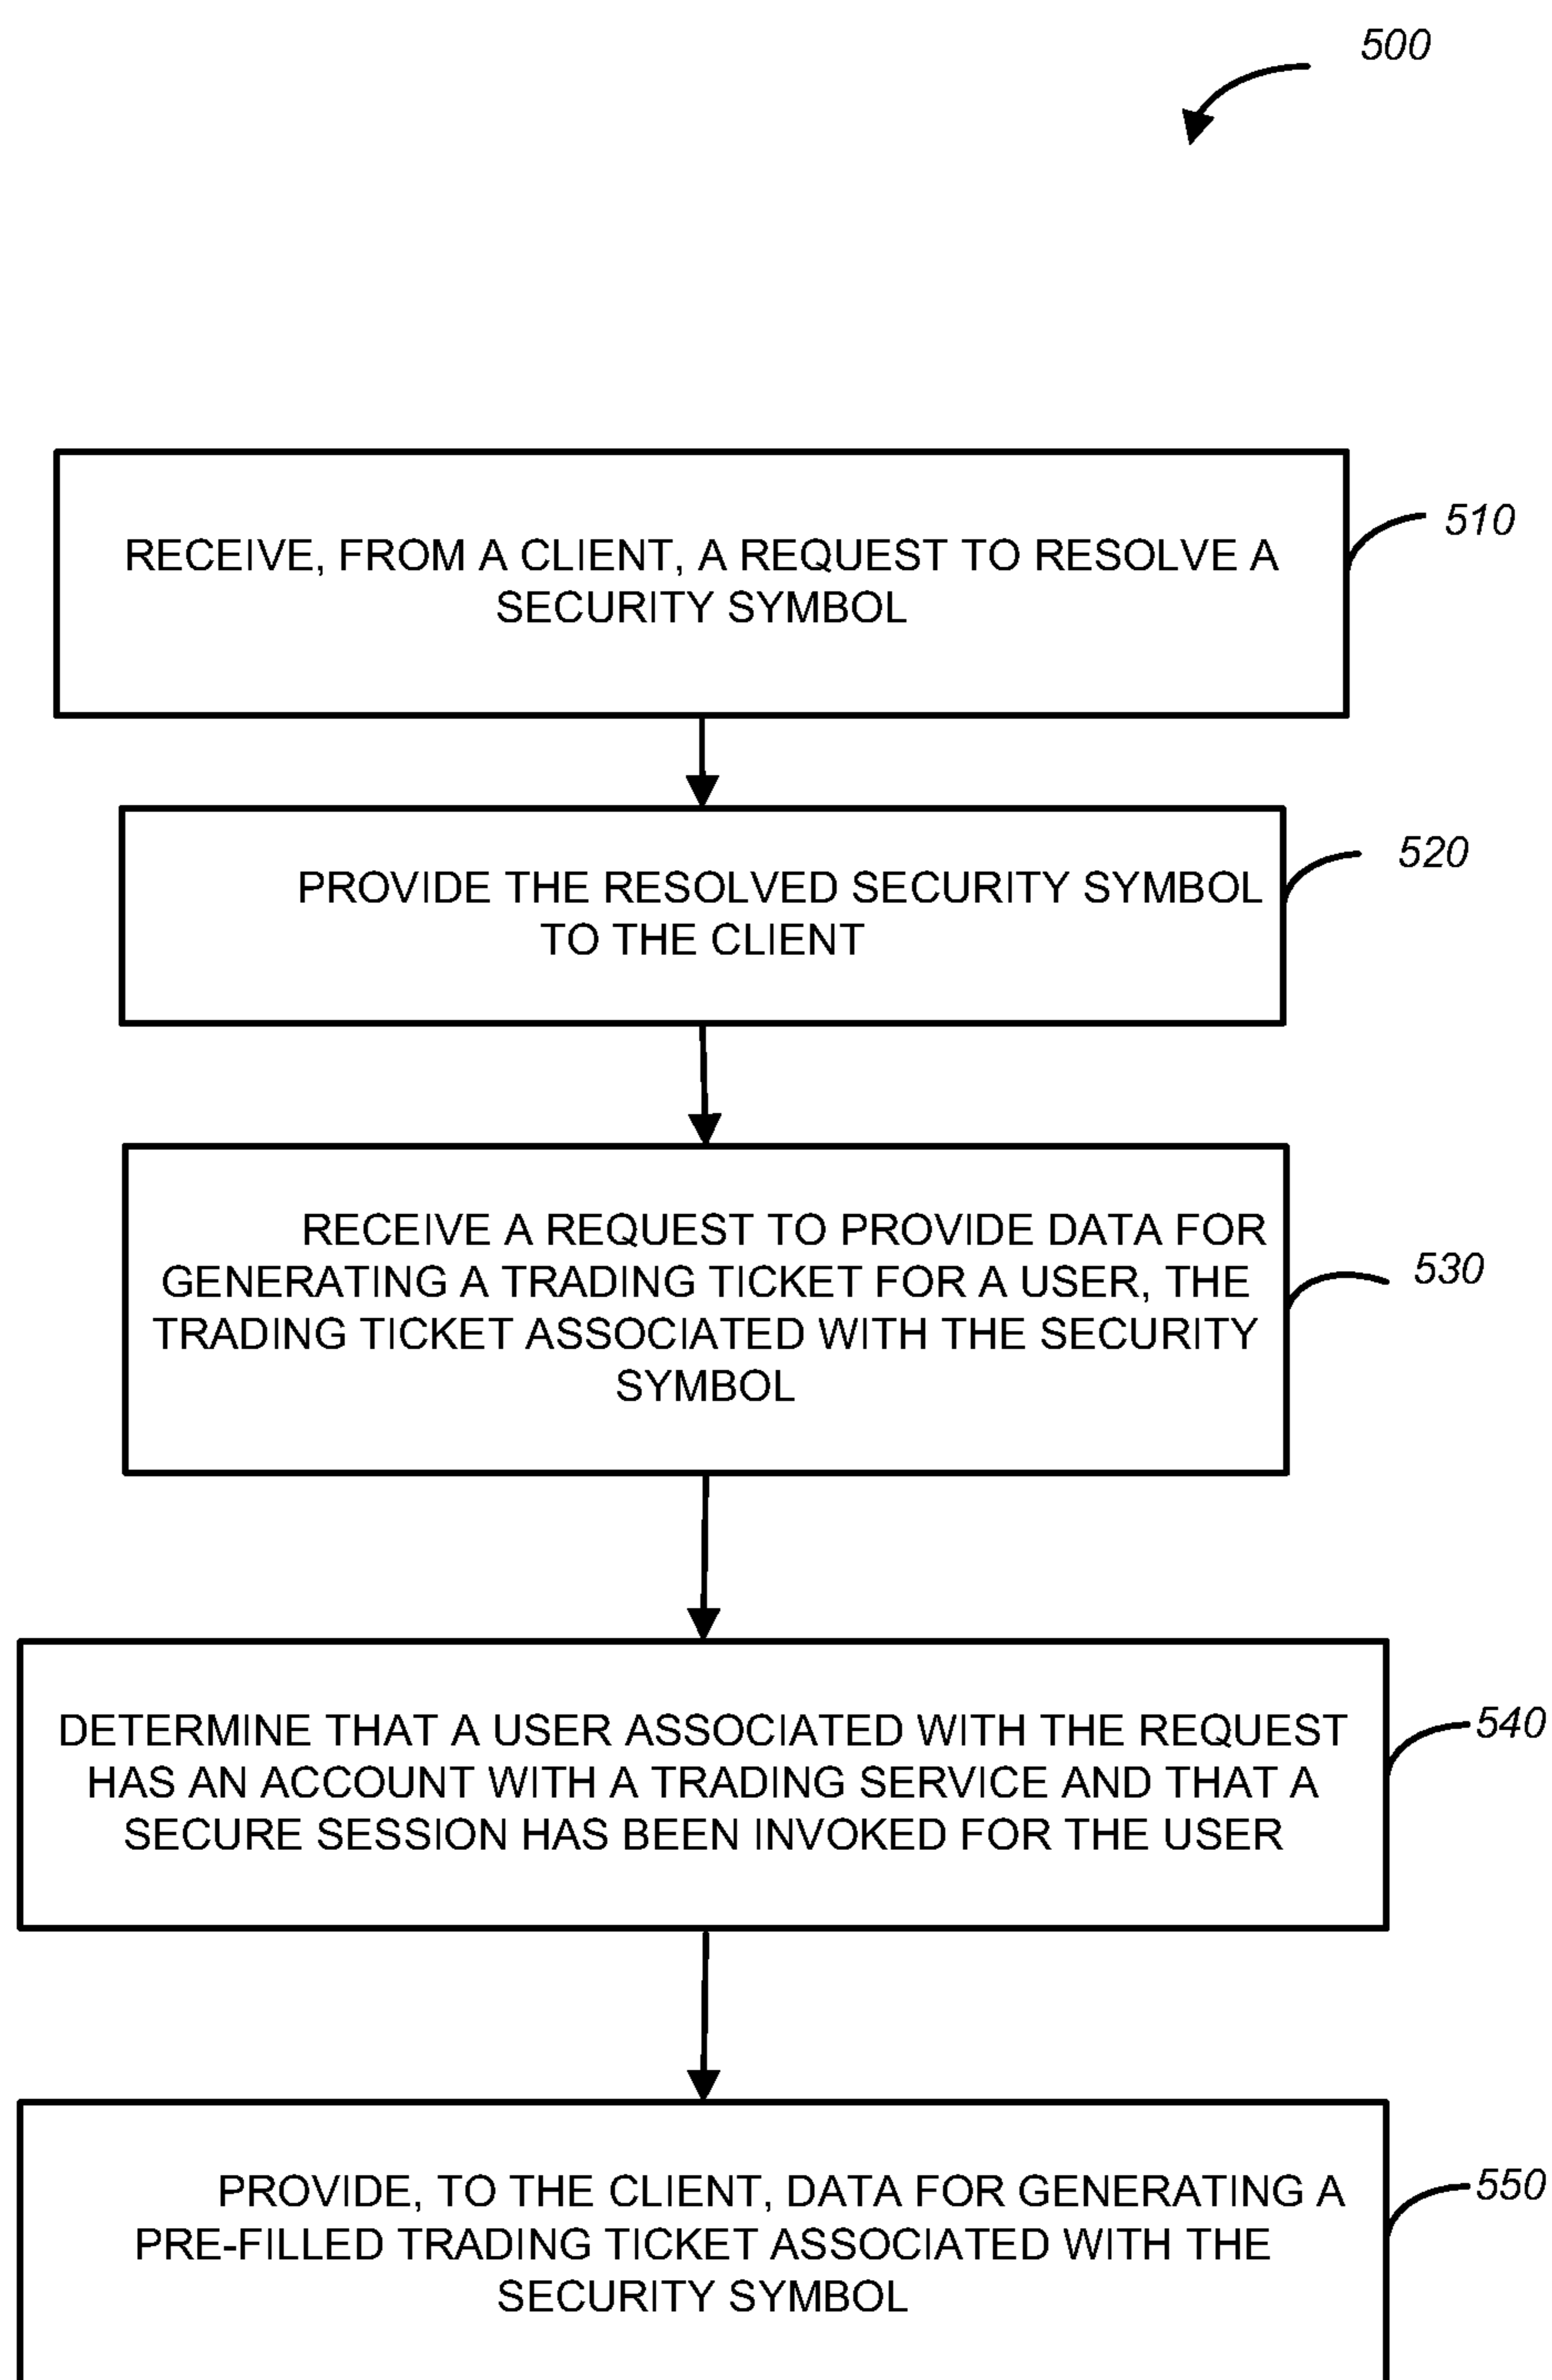 500
RECEIVE, FROM A CLIENT, A REQUEST TO RESOLVE A
SECURITY SYMBOL
510
PROVIDE THE RESOLVED SECURITY SYMBOL
TO THE CLIENT
520
RECEIVE A REQUEST TO PROVIDE DATA FOR
GENERATING A TRADING TICKET FOR A USER, THE
TRADING TICKET ASSOCIATED WITH THE SECURITY
SYMBOL
530
DETERMINE THAT A USER ASSOCIATED WITH THE REQUEST
HAS AN ACCOUNT WITH A TRADING SERVICE AND THAT A
SECURE SESSION HAS BEEN INVOKED FOR THE USER
540
PROVIDE, TO THE CLIENT, DATA FOR GENERATING A
PRE-FILLED TRADING TICKET ASSOCIATED WITH THE
SECURITY SYMBOL
550